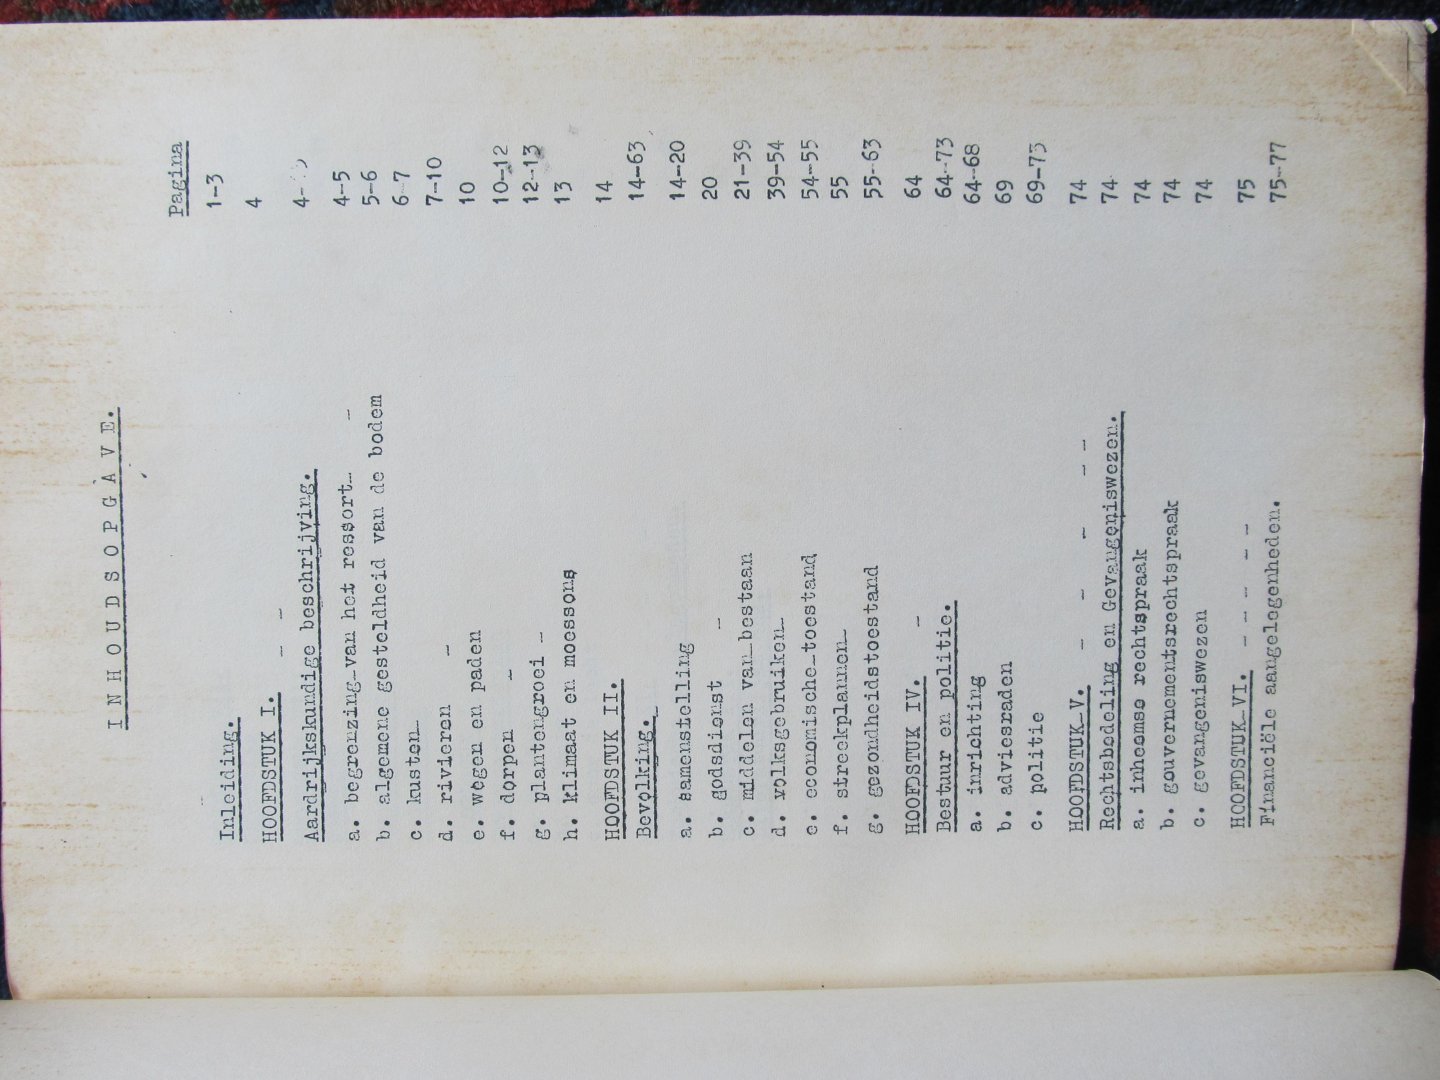 INHOUDSOPGAVE.
Pagina
Inleiding. 1-3
HOOFDSTUK I. - - 4
Aardrijkskundige beschrijving. 4-
a. begrenzing van het ressort - 4-5
b. algemene gesteldheid van de bodem 5-6
c. kusten 6-7
d. rivieren - 7-10
e. wegen en paden 10
f. dorpen - 10-12
g. plantengroei - 12-13
h. klimaat en moessons 13
HOOFDSTUK II. 14
Bevolking. 14-63
a. samenstelling 14-20
b. godsdienst - 20
c. middelen van bestaan 21-39
d. volksgebruiken 39-54
e. economische toestand 54-55
f. streekplannen 55
g. gezondheidstoestand 55-63
HOOFDSTUK IV. - 64
Bestuur en politie. 64-73
a. inrichting 64-68
b. adviesraden 69
c. politie 69-73
HOOFDSTUK V. - - - - - 74
Rechtsbedeling en Gevangeniswezen. 74
a. inheemse rechtspraak 74
b. gouvernementsrechtspraak 74
c. gevangeniswezen 74
HOOFDSTUK VI. - - - - - 75
Financiële aangelegenheden. 75-77